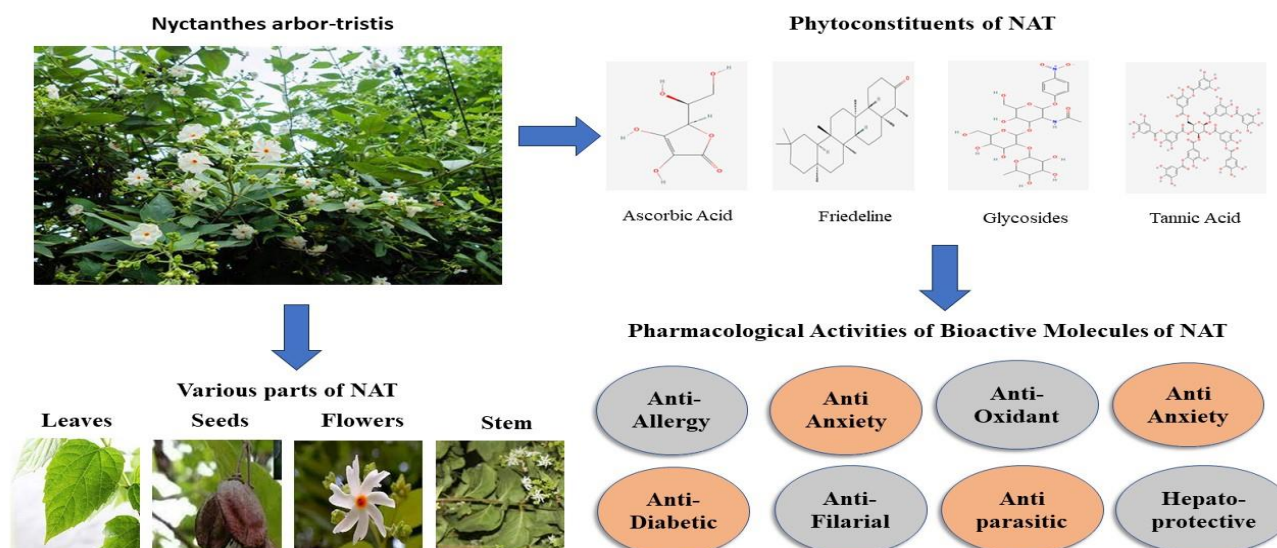 Nyctanthes arbor-tristis
Phytoconstituents of NAT
Ascorbic Acid
Friedeline
Glycosides
Tannic Acid
Various parts of NAT
Leaves
Seeds
Flowers
Stem
Pharmacological Activities of Bioactive Molecules of NAT
Anti-
Allergy
Anti
Anxiety
Anti-
Oxidant
Anti
Anxiety
Anti-
Diabetic
Anti-
Filarial
Anti
parasitic
Hepato-
protective